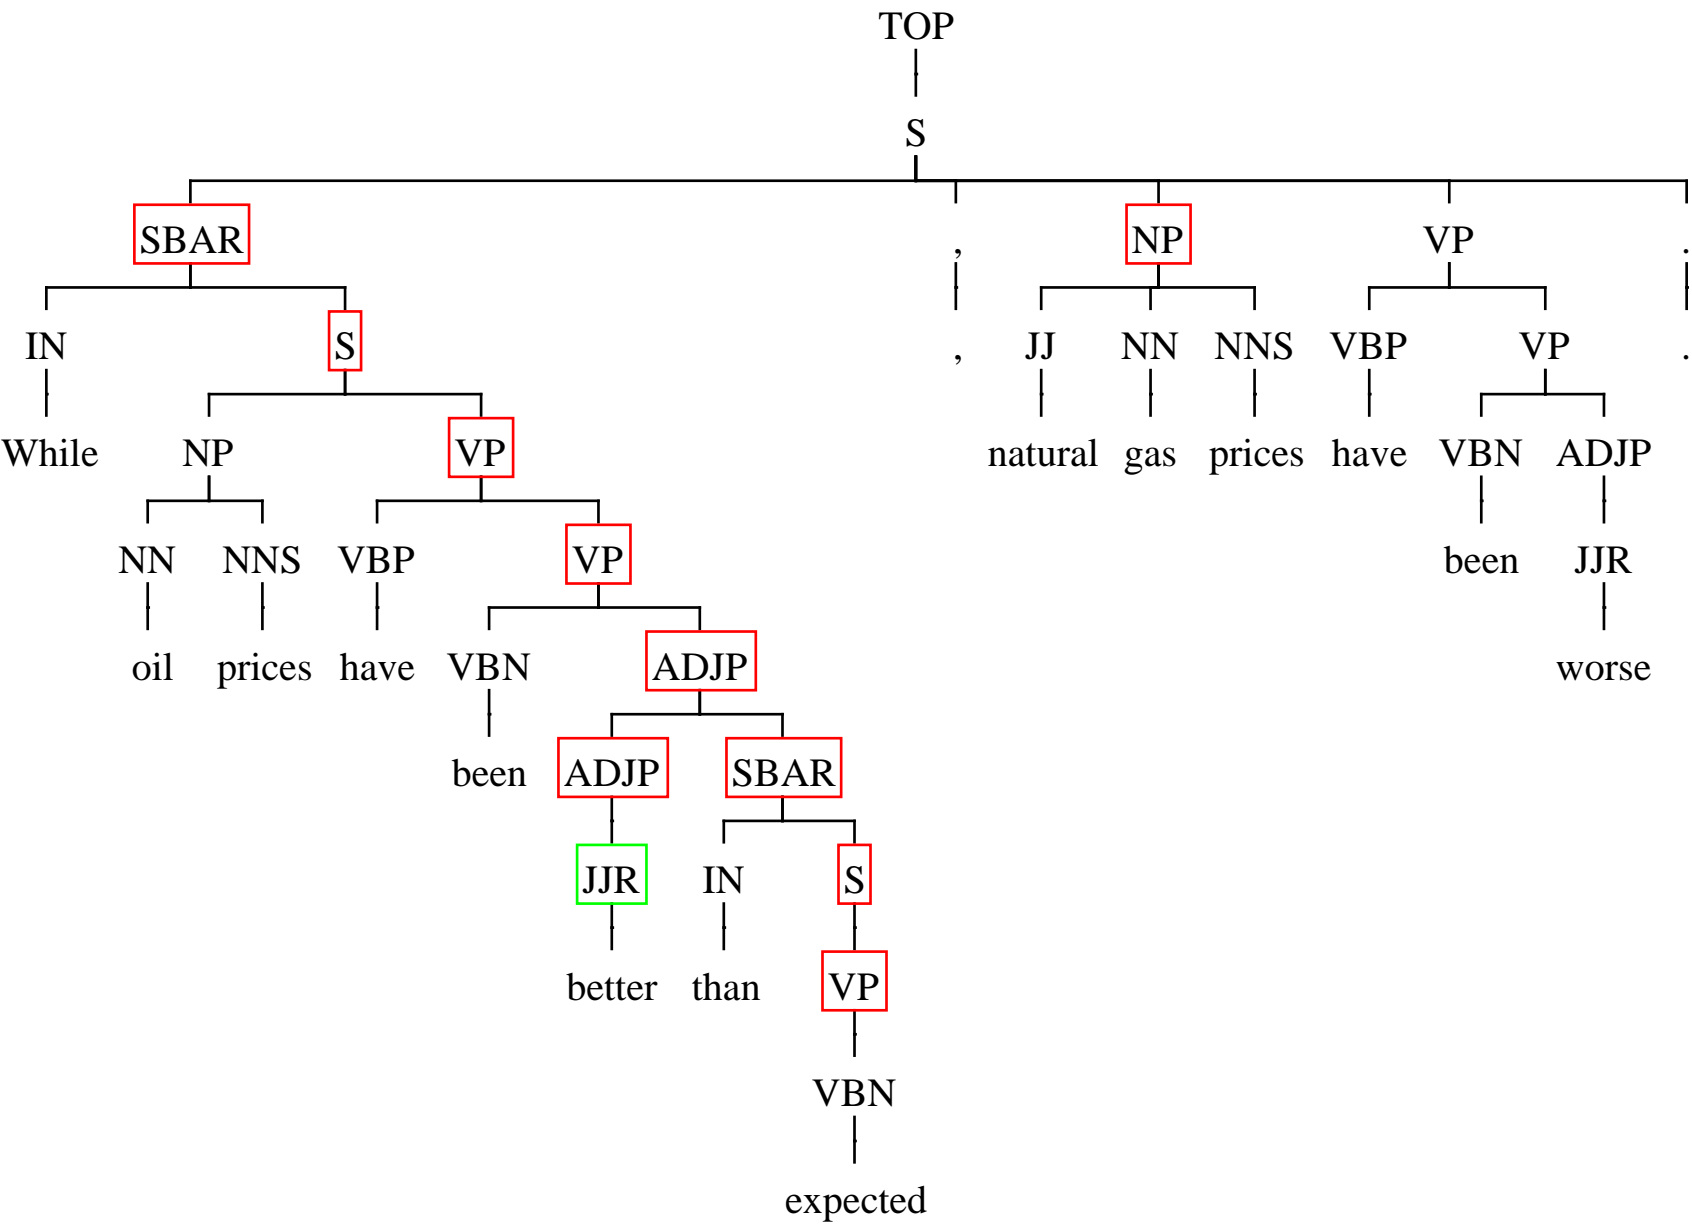 TOP
S
SBAR , NP VP .
IN S , JJ NN NNS VBP VP .
While NP VP natural gas prices have VBN ADJP
NN NNS VBP VP been JJR
oil prices have VBN ADJP worse
been ADJP SBAR
JJR IN S
better than VP
VBN
expected